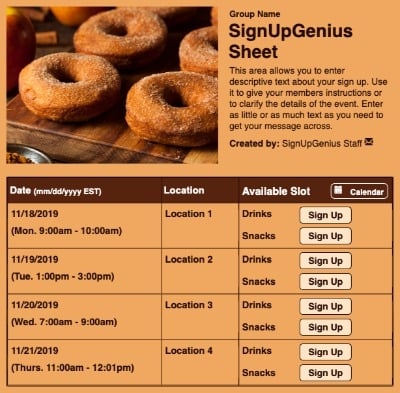 Group Name
SignUpGenius
Sheet
This area allows you to enter
descriptive text about your sign up. Use
it to give your members instructions or
to clarify the details of the event. Enter
as little or as much text as you need to
get your message across.
Created by: SignUpGenius Staff
Date (mm/dd/yyyy EST) Location Available Slot Calendar
11/18/2019 Location 1 Drinks Sign Up
(Mon. 9:00am - 10:00am) Snacks Sign Up
11/19/2019 Location 2 Drinks Sign Up
(Tue. 1:00pm - 3:00pm) Snacks Sign Up
11/20/2019 Location 3 Drinks Sign Up
(Wed. 7:00am - 9:00am) Snacks Sign Up
11/21/2019 Location 4 Drinks Sign Up
(Thurs. 11:00am - 12:01pm) Snacks Sign Up